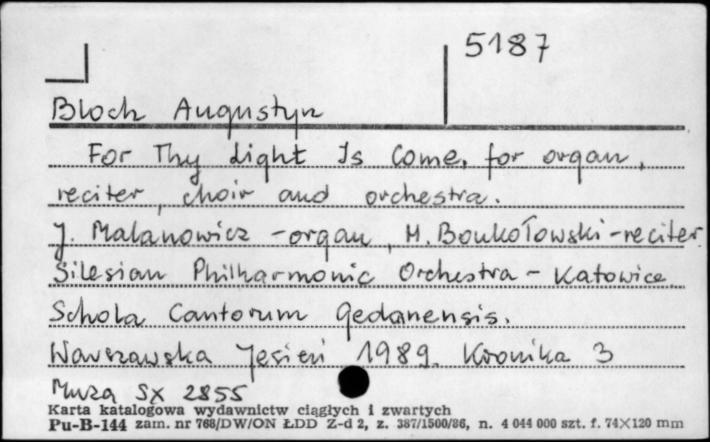 5187
Bloch Augustyn
For Thy Light Is Come, for organ,
reciter, choir and orchestra.
J. Malanowicz - organ, M. Boukołowski - reciter
Silesian Philharmonic Orchestra - Katowice
Schola Cantorum Gedanensis.
Warszawska Jesień 1989. Kronika 3
Muza SX 2855
Karta katalogowa wydawnictw ciągłych i zwartych
Pu-B-144 zam. nr 768/DW/ON ŁDD Z-d 2, z. 387/1500/86, n. 4 044 000 szt. f. 74×120 mm